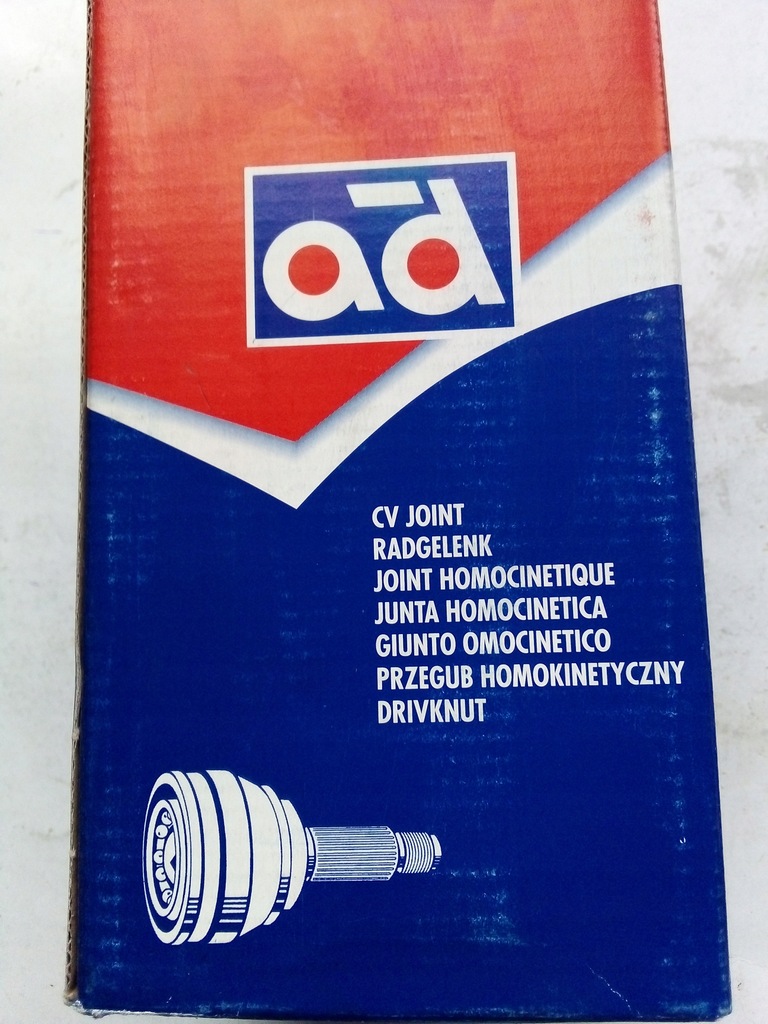 ad
CV JOINT
RADGELENK
JOINT HOMOCINETIQUE
JUNTA HOMOCINETICA
GIUNTO OMOCINETICO
PRZEGUB HOMOKINETYCZNY
DRIVKNUT